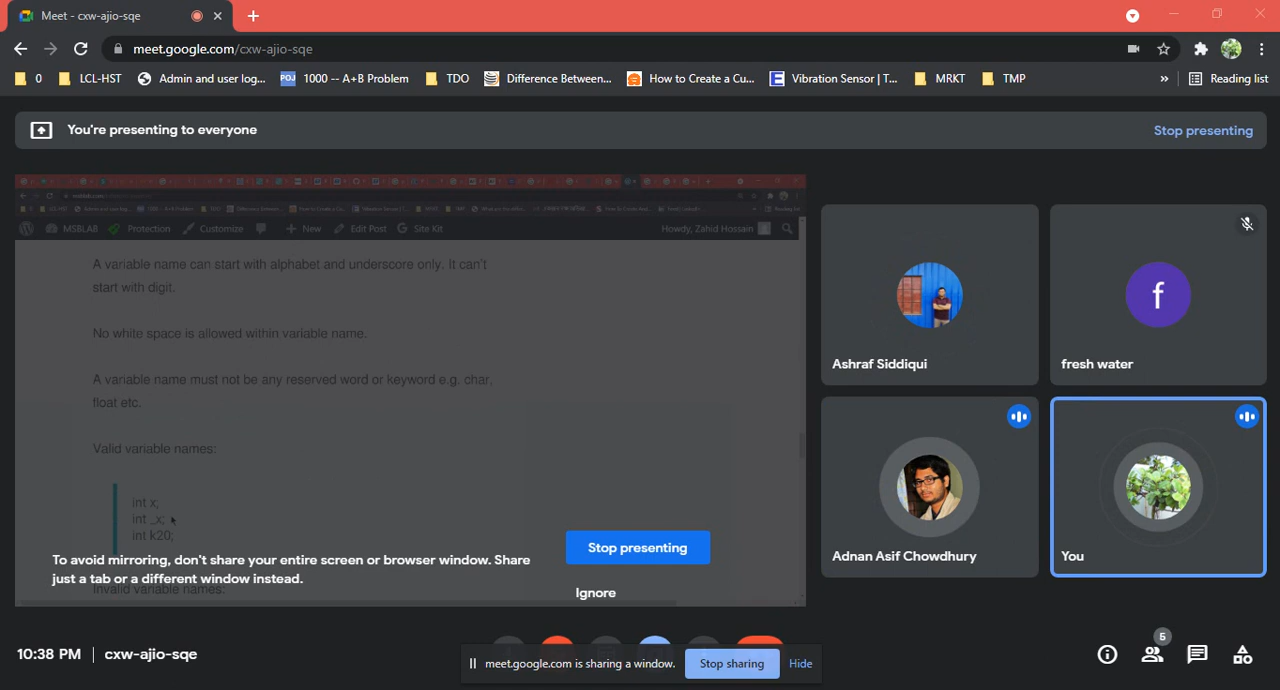 Meet - cxw-ajio-sqe
meet.google.com/cxw-ajio-sqe
0
LCL-HST
Admin and user log...
POJ
1000 -- A+B Problem
TDO
Difference Between...
How to Create a Cu...
E
Vibration Sensor | T...
MRKT
TMP
»
Reading list
You're presenting to everyone
Stop presenting
MSBLAB
Protection
Customize
New
Edit Post
Site Kit
Howdy, Zahid Hossain
A variable name can start with alphabet and underscore only. It can't
start with digit.
No white space is allowed within variable name.
A variable name must not be any reserved word or keyword e.g. char,
float etc.
Valid variable names:
int x;
int _x;
int k20;
To avoid mirroring, don't share your entire screen or browser window. Share
just a tab or a different window instead.
Invalid variable names:
Stop presenting
Ignore
Ashraf Siddiqui
f
fresh water
Adnan Asif Chowdhury
You
10:38 PM | cxw-ajio-sqe
meet.google.com is sharing a window.
Stop sharing
Hide
5